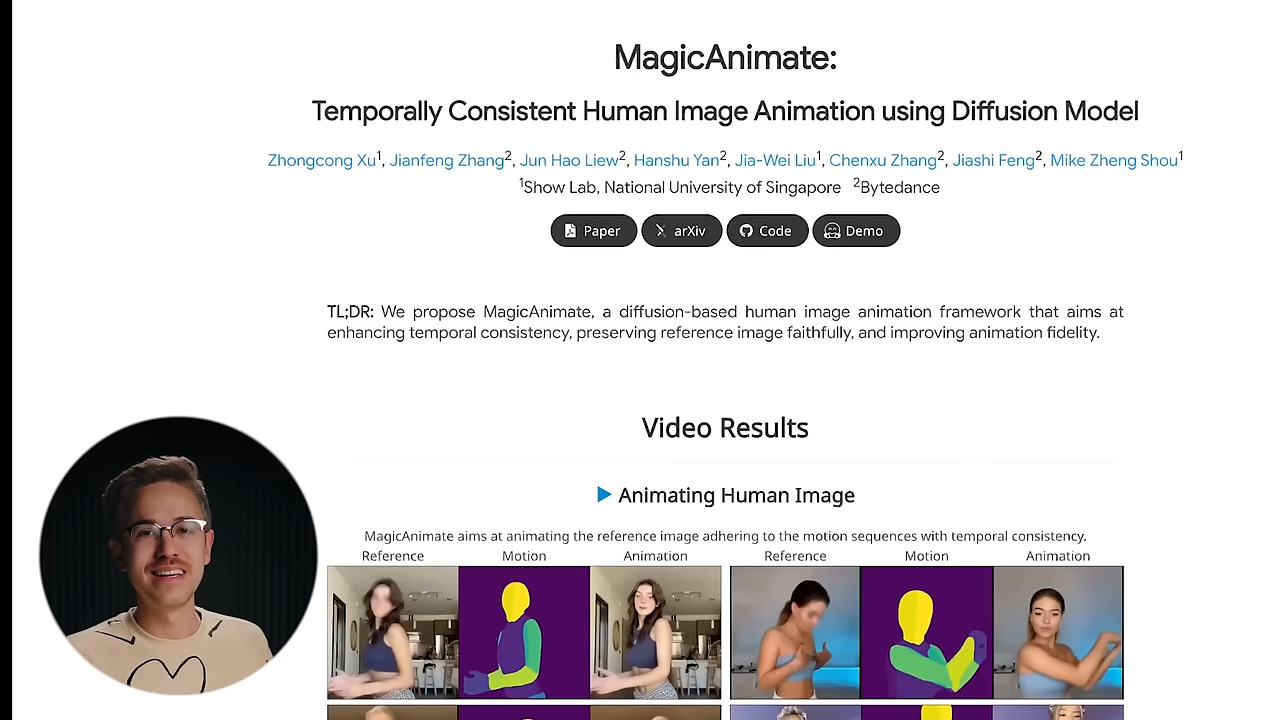 MagicAnimate:
Temporally Consistent Human Image Animation using Diffusion Model
Zhongcong Xu1, Jianfeng Zhang2, Jun Hao Liew2, Hanshu Yan2, Jia-Wei Liu1, Chenxu Zhang2, Jiashi Feng2, Mike Zheng Shou1
1Show Lab, National University of Singapore 2Bytedance
Paper arXiv Code Demo
TL;DR: We propose MagicAnimate, a diffusion-based human image animation framework that aims at
enhancing temporal consistency, preserving reference image faithfully, and improving animation fidelity.
Video Results
Animating Human Image
MagicAnimate aims at animating the reference image adhering to the motion sequences with temporal consistency.
Reference Motion Animation Reference Motion Animation